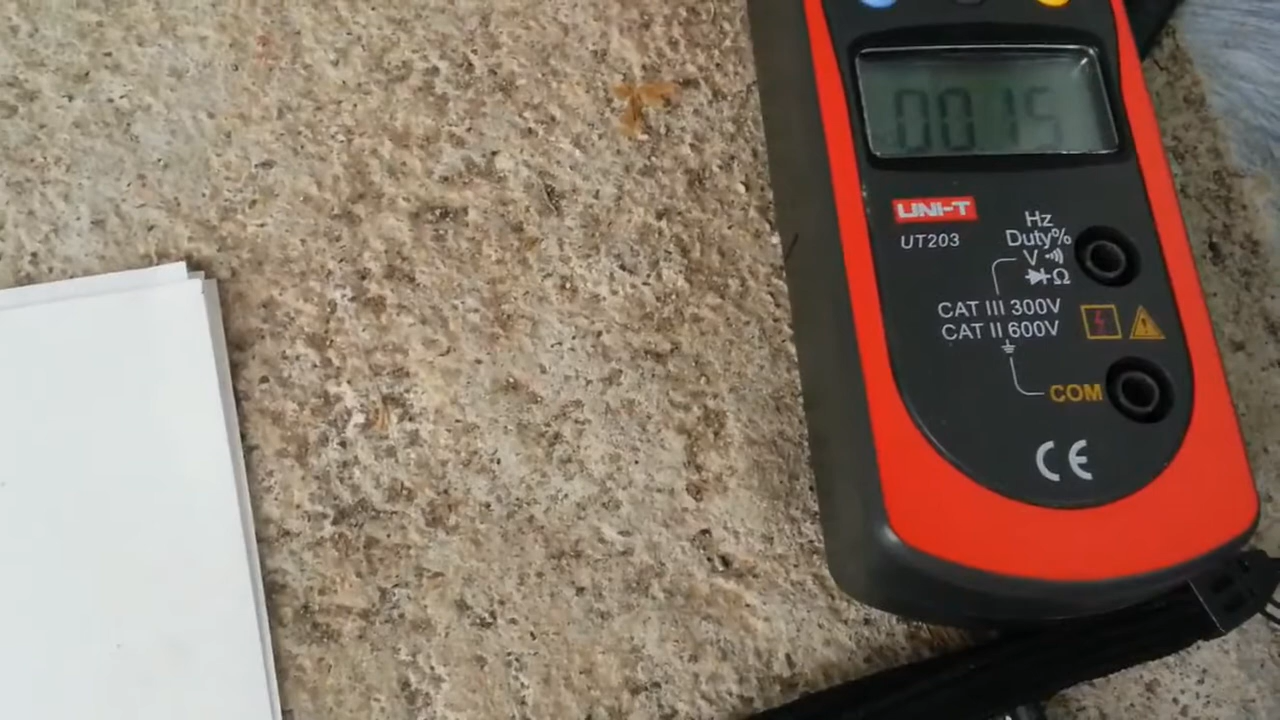 0015
UNI-T
UT203
Hz
Duty%
V
Ω
CAT III 300V
CAT II 600V
COM
CE